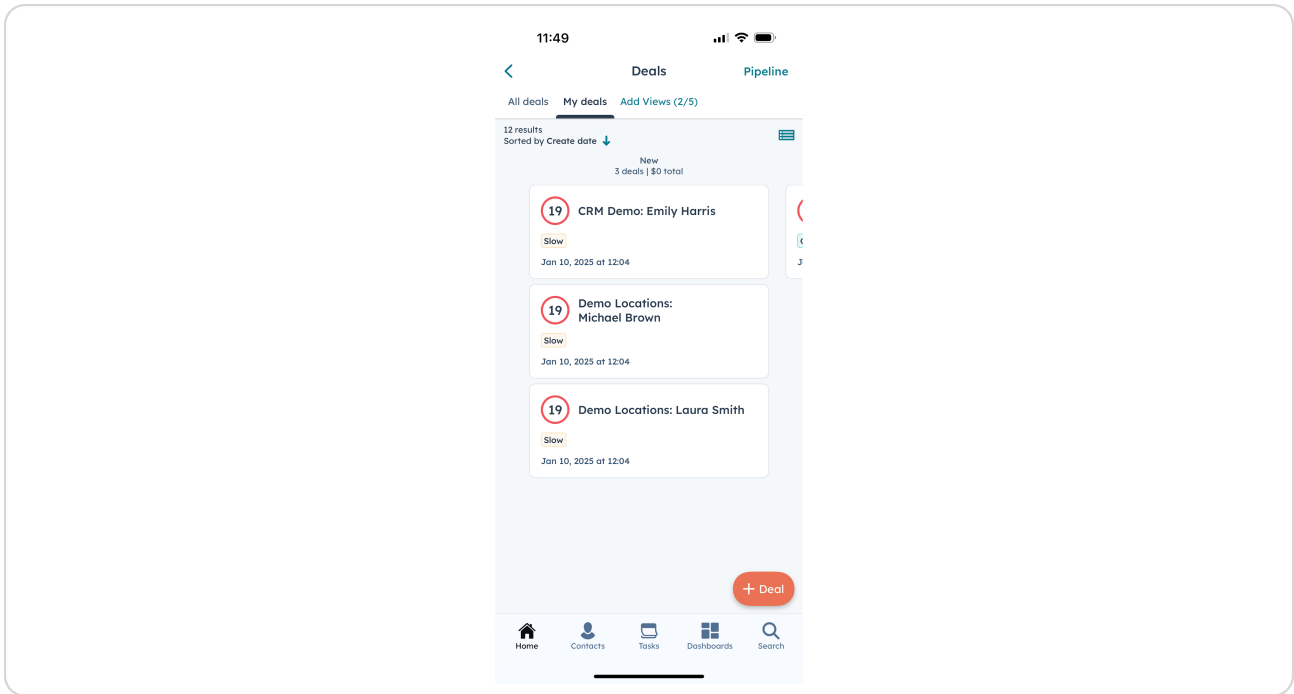 11:49
Deals
Pipeline
All deals
My deals
Add Views (2/5)
12 results
Sorted by Create date
New
3 deals | $0 total
19
CRM Demo: Emily Harris
Slow
Jan 10, 2025 at 12:04
19
Demo Locations:
Michael Brown
Slow
Jan 10, 2025 at 12:04
19
Demo Locations: Laura Smith
Slow
Jan 10, 2025 at 12:04
+ Deal
Home
Contacts
Tasks
Dashboards
Search